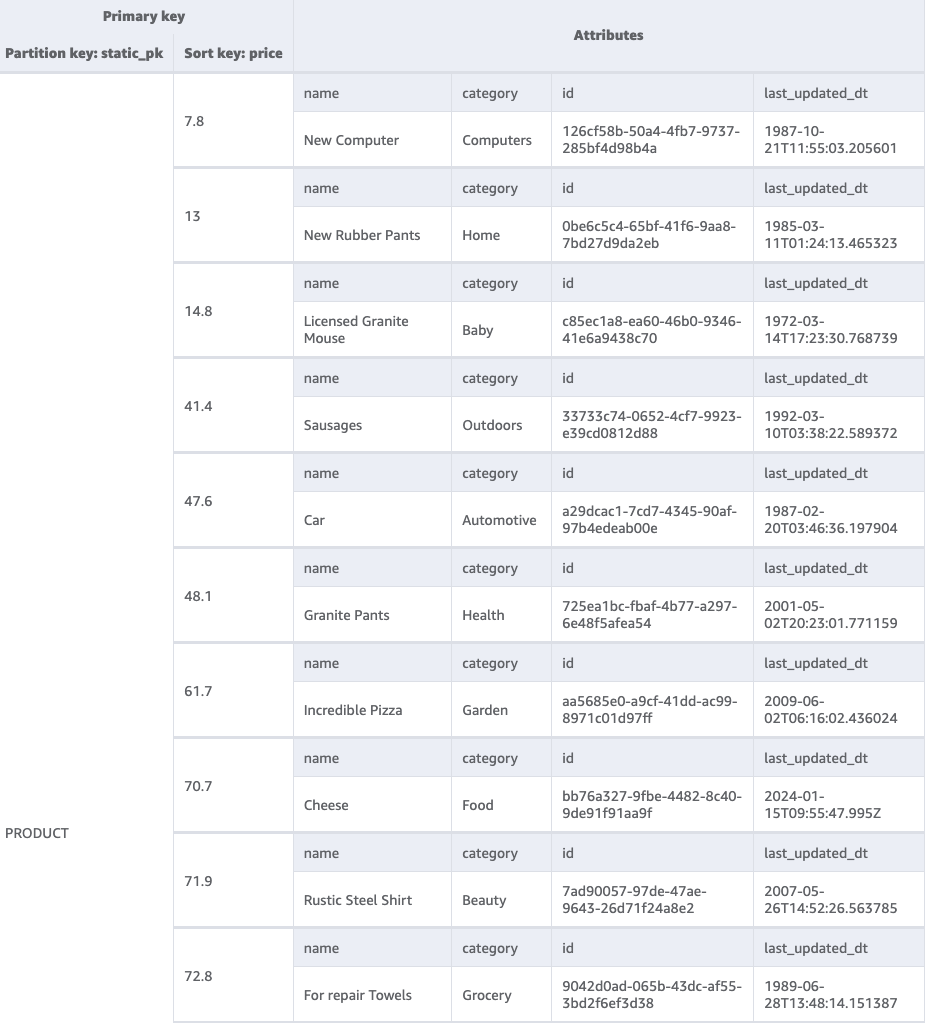 Primary key
Attributes
Partition key: static_pk
Sort key: price
7.8
name
category
id
last_updated_dt
New Computer
Computers
126cf58b-50a4-4fb7-9737-
285bf4d98b4a
1987-10-
21T11:55:03.205601
13
name
category
id
last_updated_dt
New Rubber Pants
Home
0be6c5c4-65bf-41f6-9aa8-
7bd27d9da2eb
1985-03-
11T01:24:13.465323
14.8
name
category
id
last_updated_dt
Licensed Granite
Mouse
Baby
c85ec1a8-ea60-46b0-9346-
41e6a9438c70
1972-03-
14T17:23:30.768739
41.4
name
category
id
last_updated_dt
Sausages
Outdoors
33733c74-0652-4cf7-9923-
e39cd0812d88
1992-03-
10T03:38:22.589372
47.6
name
category
id
last_updated_dt
Car
Automotive
a29dcac1-7cd7-4345-90af-
97b4edeab00e
1987-02-
20T03:46:36.197904
48.1
name
category
id
last_updated_dt
Granite Pants
Health
725ea1bc-fbaf-4b77-a297-
6e48f5afea54
2001-05-
02T20:23:01.771159
61.7
name
category
id
last_updated_dt
Incredible Pizza
Garden
aa5685e0-a9cf-41dd-ac99-
8971c01d97ff
2009-06-
02T06:16:02.436024
70.7
name
category
id
last_updated_dt
Cheese
Food
bb76a327-9fbe-4482-8c40-
9de91f91aa9f
2024-01-
15T09:55:47.995Z
PRODUCT
71.9
name
category
id
last_updated_dt
Rustic Steel Shirt
Beauty
7ad90057-97de-47ae-
9643-26d71f24a8e2
2007-05-
26T14:52:26.563785
72.8
name
category
id
last_updated_dt
For repair Towels
Grocery
9042d0ad-065b-43dc-af55-
3bd2f6ef3d38
1989-06-
28T13:48:14.151387